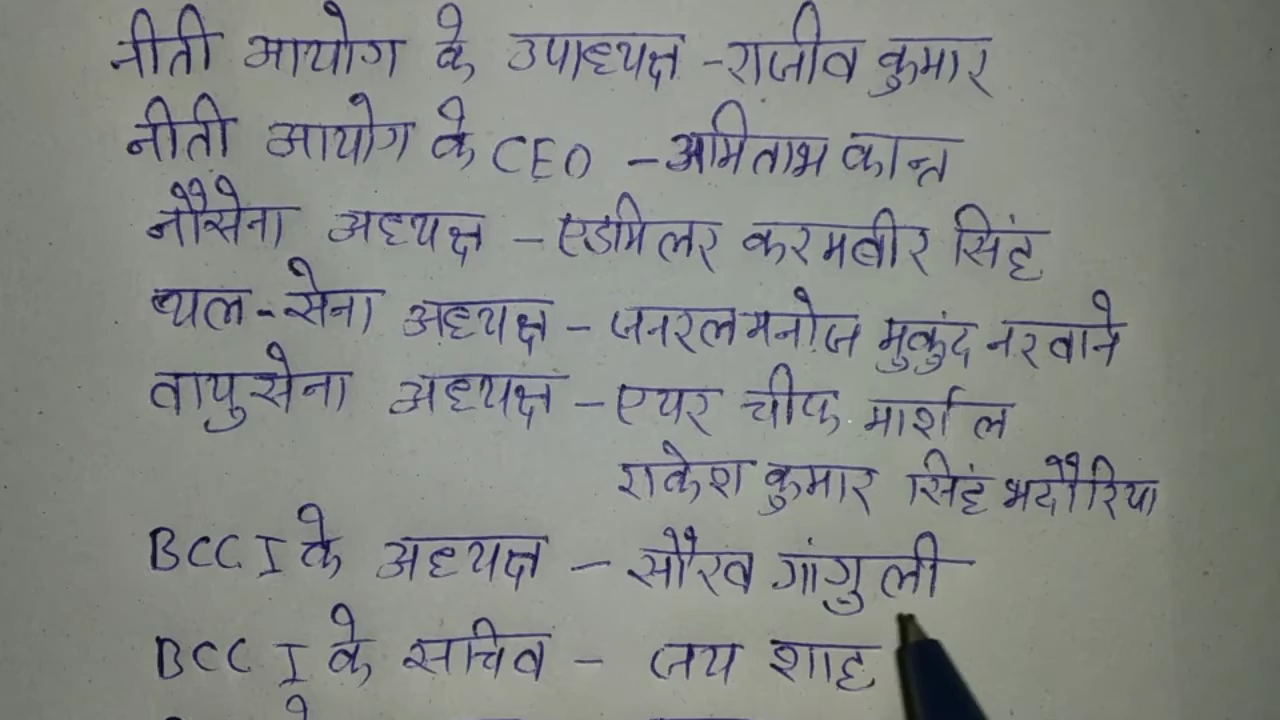 नीती आयोग के उपाध्यक्ष -राजीव कुमार
नीती आयोग के CEO -अमिताभ कान्त
नौसेना अध्यक्ष -एडमिलर करमबीर सिंह
थल-सेना अध्यक्ष - जनरल मनोज मुकुंद नरवाने
वायुसेना अध्यक्ष - एयर चीफ मार्शल
राकेश कुमार सिंह भदौरिया
BCCI के अध्यक्ष - सौरव गांगुली
BCCI के सचिव - जय शाह